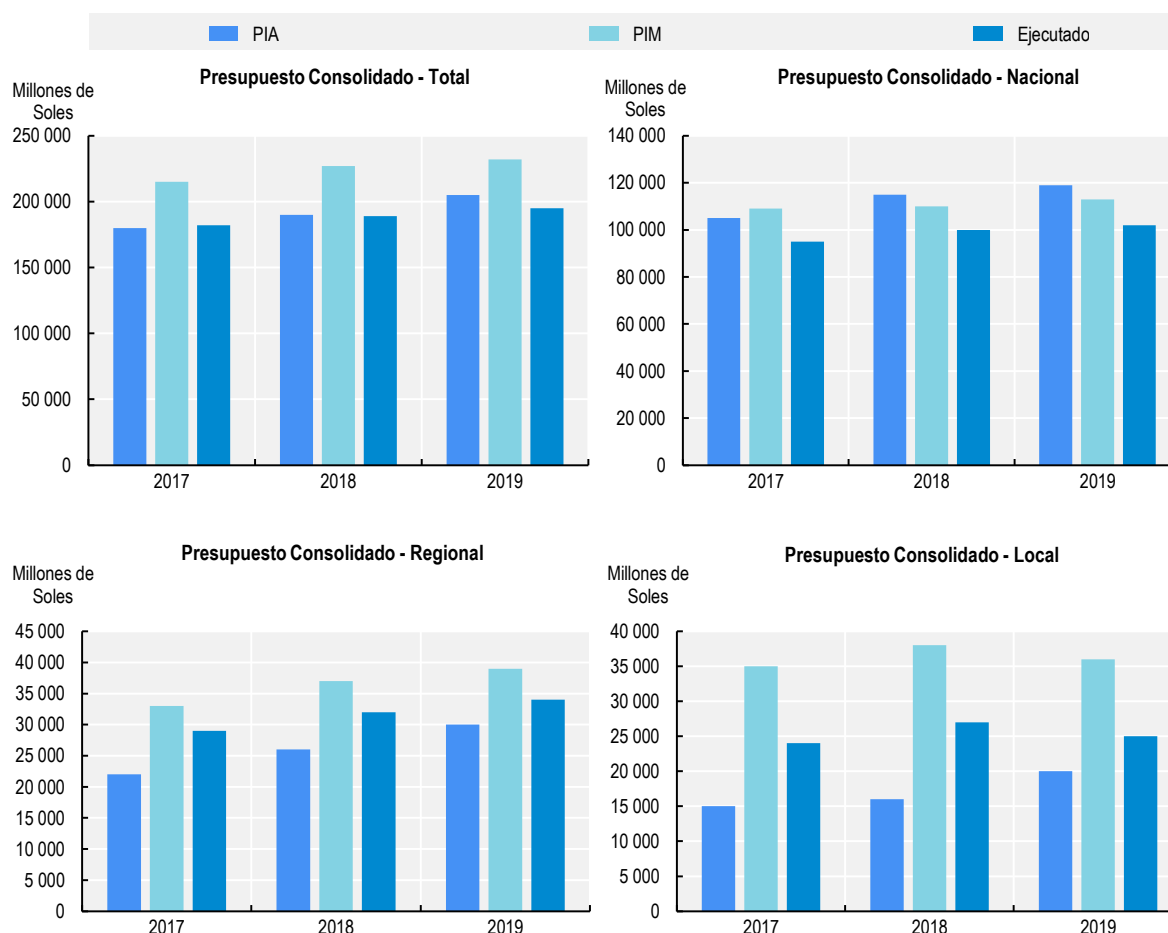 PIA PIM Ejecutado
Presupuesto Consolidado - Total
Millones de
Soles
250 000
200 000
150 000
100 000
50 000
0
2017 2018 2019
Presupuesto Consolidado - Nacional
Millones de
Soles
140 000
120 000
100 000
80 000
60 000
40 000
20 000
0
2017 2018 2019
Presupuesto Consolidado - Regional
Millones de
Soles
45 000
40 000
35 000
30 000
25 000
20 000
15 000
10 000
5 000
0
2017 2018 2019
Presupuesto Consolidado - Local
Millones de
Soles
40 000
35 000
30 000
25 000
20 000
15 000
10 000
5 000
0
2017 2018 2019